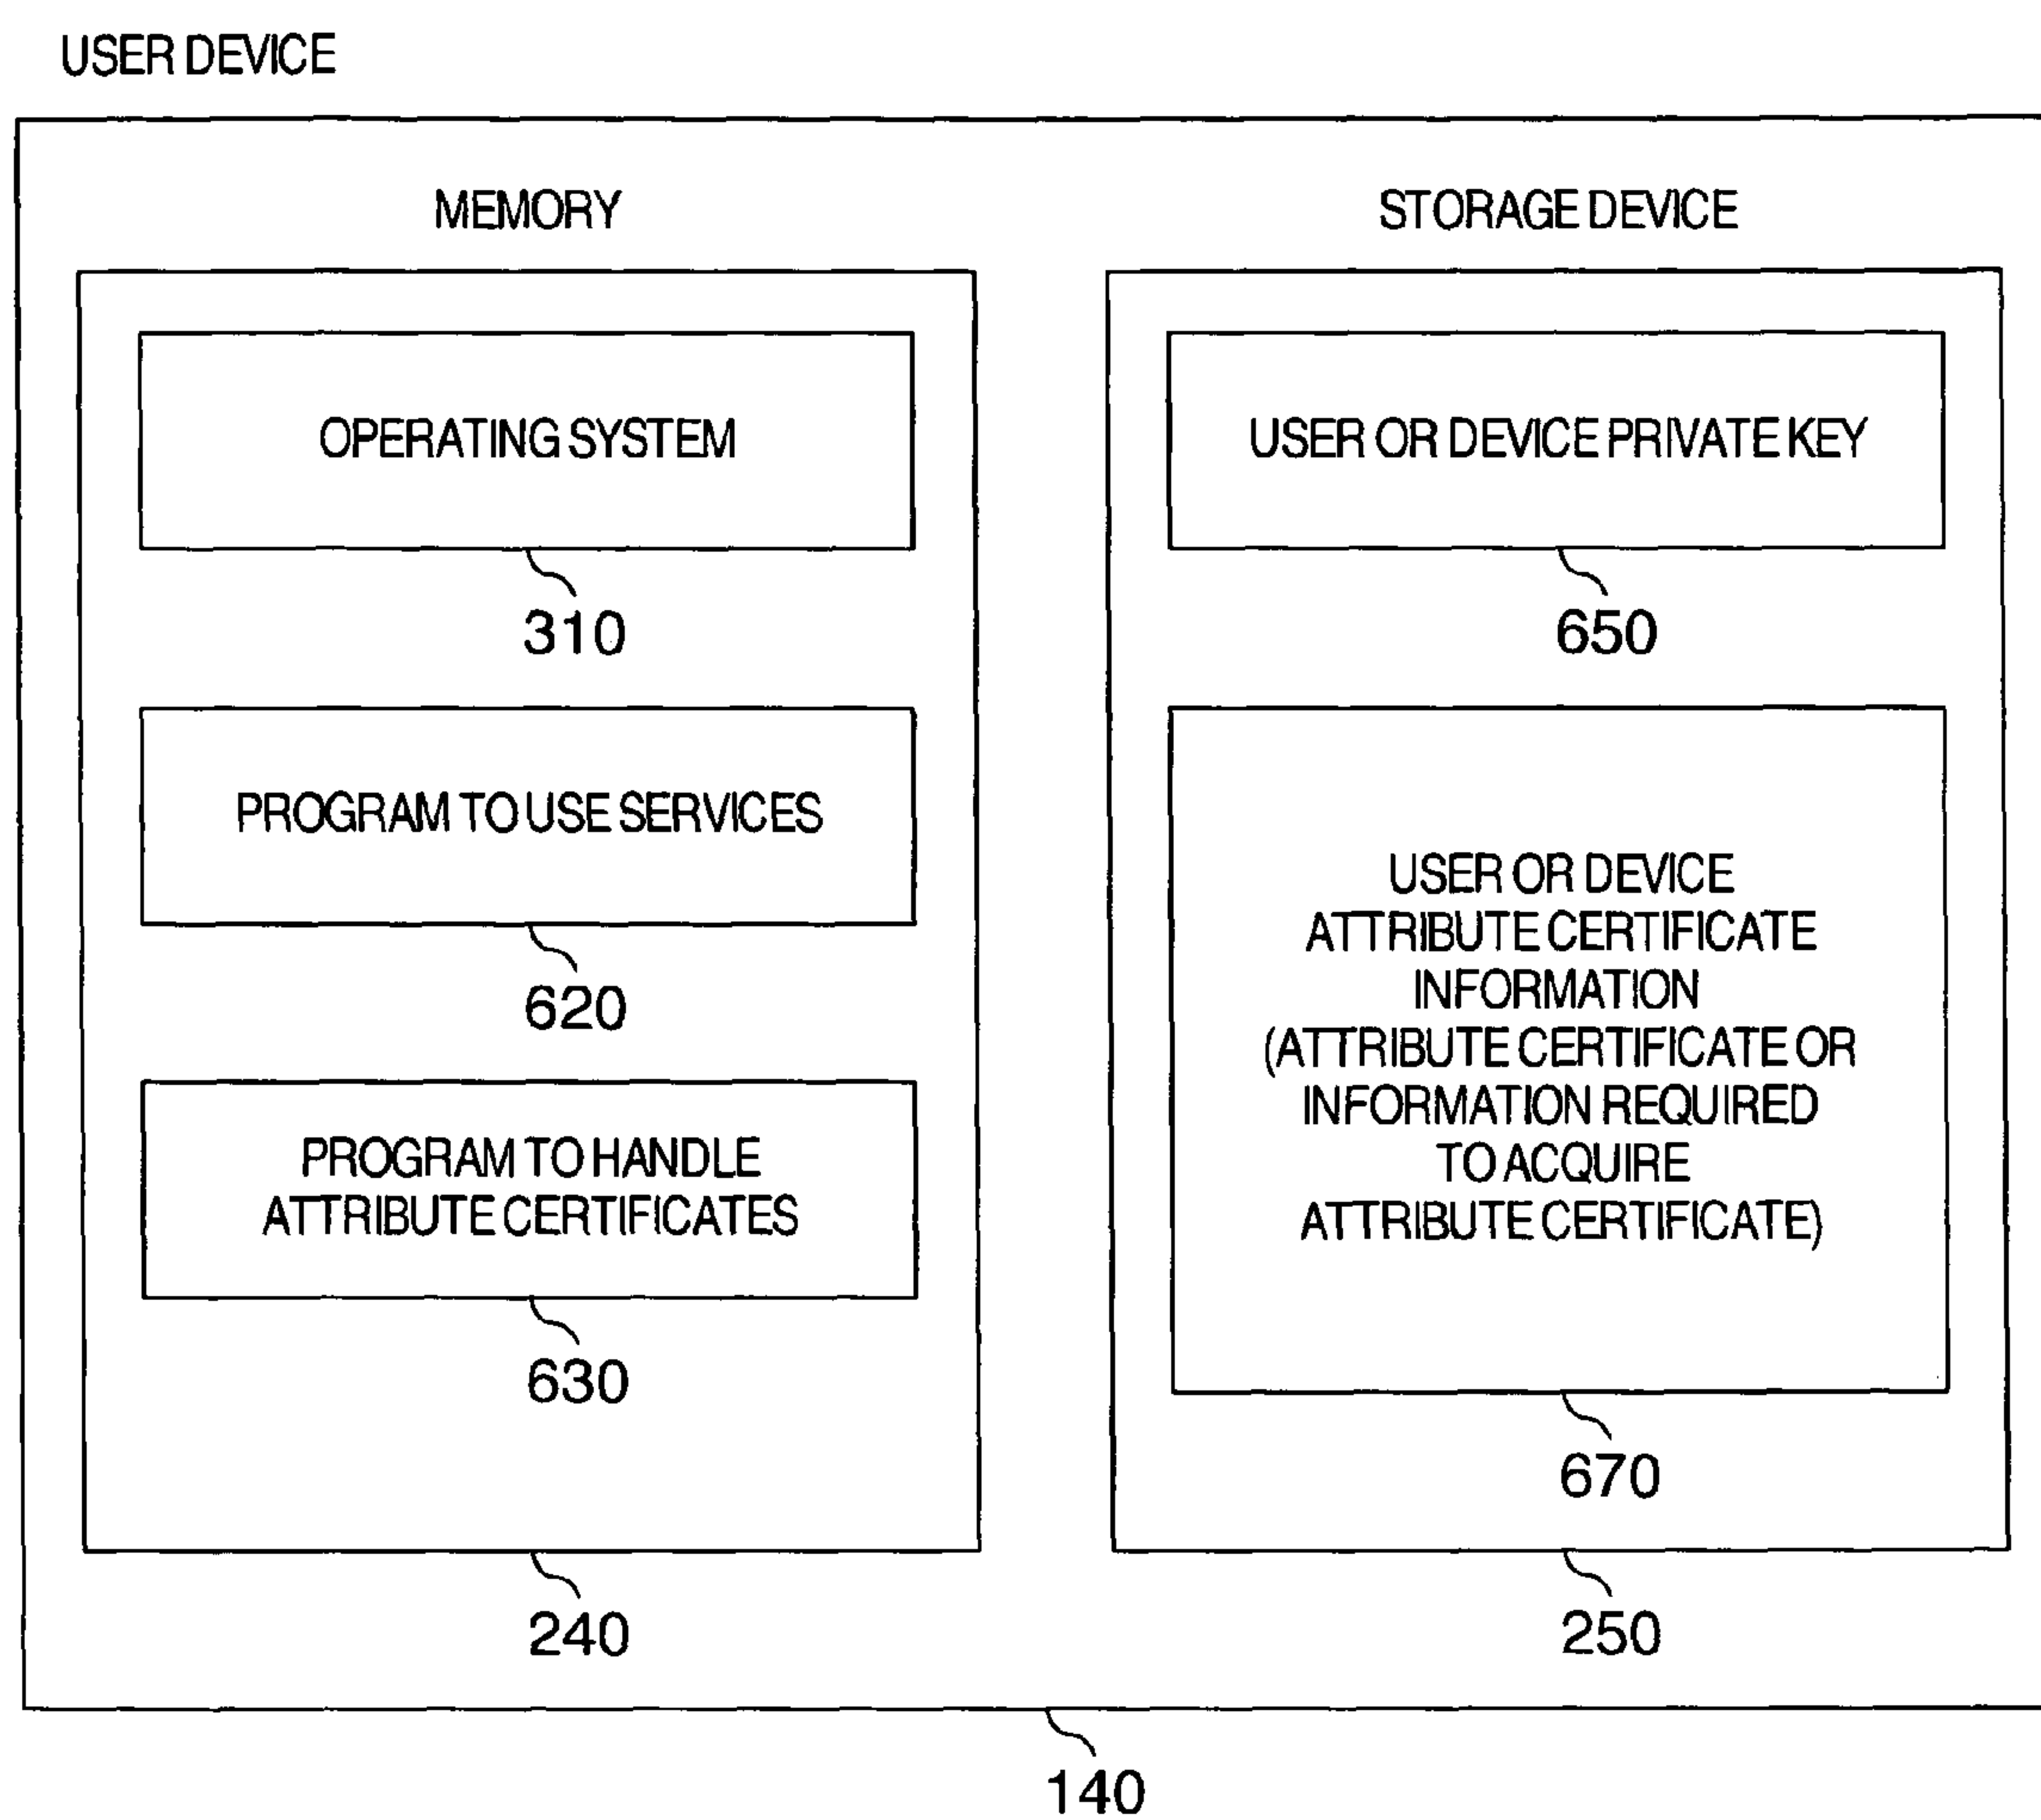 USER DEVICE
MEMORY
OPERATING SYSTEM
310
PROGRAM TO USE SERVICES
620
PROGRAM TO HANDLE
ATTRIBUTE CERTIFICATES
630
240
STORAGE DEVICE
USER OR DEVICE PRIVATE KEY
650
USER OR DEVICE
ATTRIBUTE CERTIFICATE
INFORMATION
(ATTRIBUTE CERTIFICATE OR
INFORMATION REQUIRED
TO ACQUIRE
ATTRIBUTE CERTIFICATE)
670
250
140